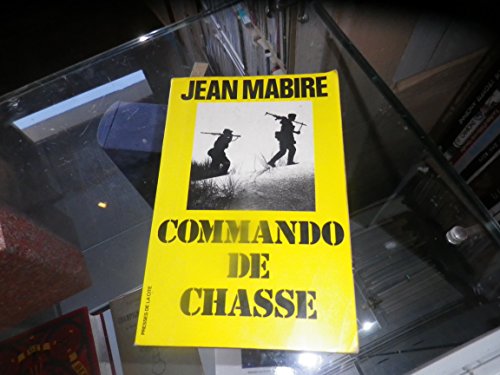 JEAN MABIRE
COMMANDO
DE
CHASSE
PRESSES DE LA CITÉ